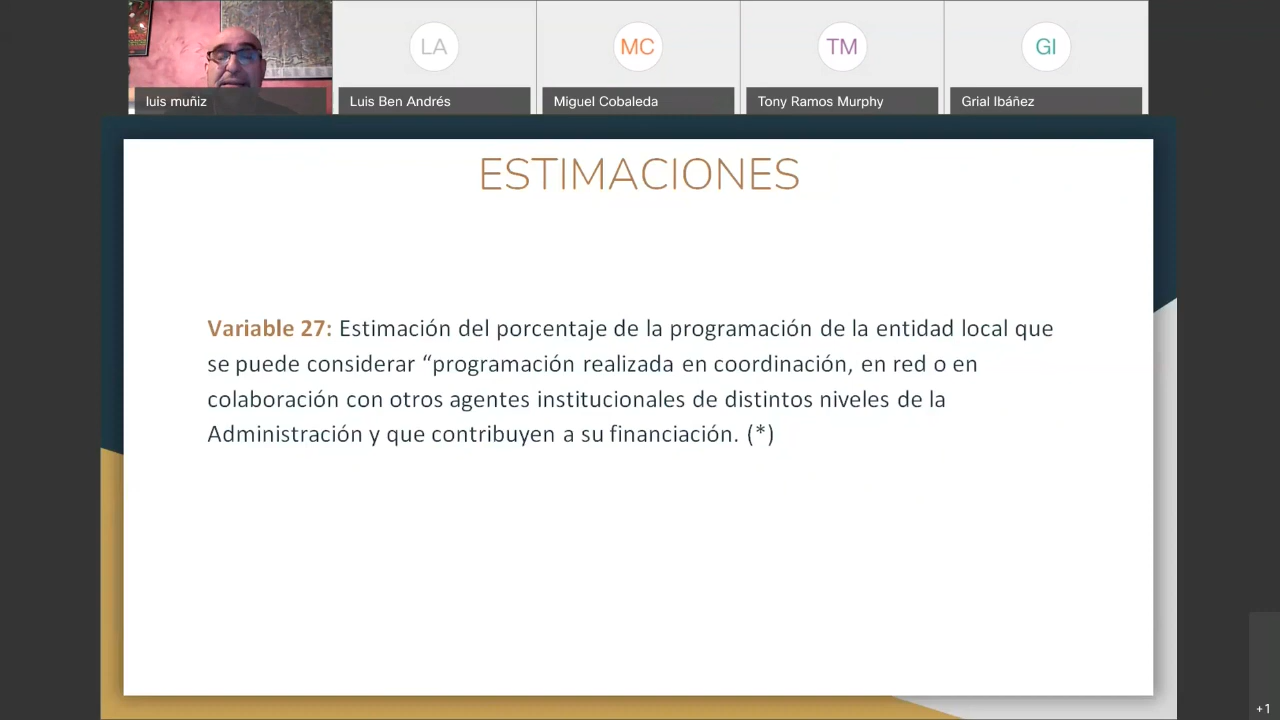 LA
MC
TM
GI
luis muñiz
Luis Ben Andrés
Miguel Cobaleda
Tony Ramos Murphy
Grial Ibáñez
ESTIMACIONES
Variable 27: Estimación del porcentaje de la programación de la entidad local que
se puede considerar “programación realizada en coordinación, en red o en
colaboración con otros agentes institucionales de distintos niveles de la
Administración y que contribuyen a su financiación. (*)
+1